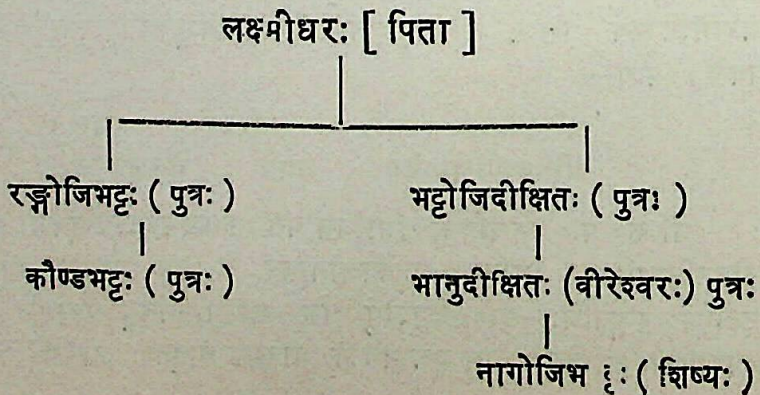 लक्ष्मीधरः [ पिता ]
रङ्गोजिभट्टः ( पुत्रः ) भट्टोजिदीक्षितः ( पुत्रः )
कौण्डभट्टः ( पुत्रः ) भानुदीक्षितः (वीरेश्वरः) पुत्रः
( शिष्यः )